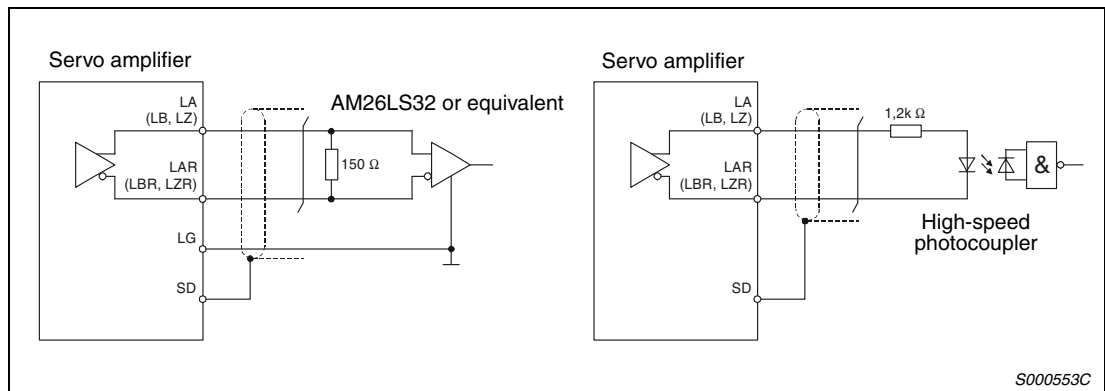 Servo amplifier
LA
(LB, LZ)
AM26LS32 or equivalent
150 Ω
LAR
(LBR, LZR)
LG
SD
Servo amplifier
LA
(LB, LZ)
1,2k Ω
LAR
(LBR, LZR)
&
High-speed
photocoupler
SD
S000553C